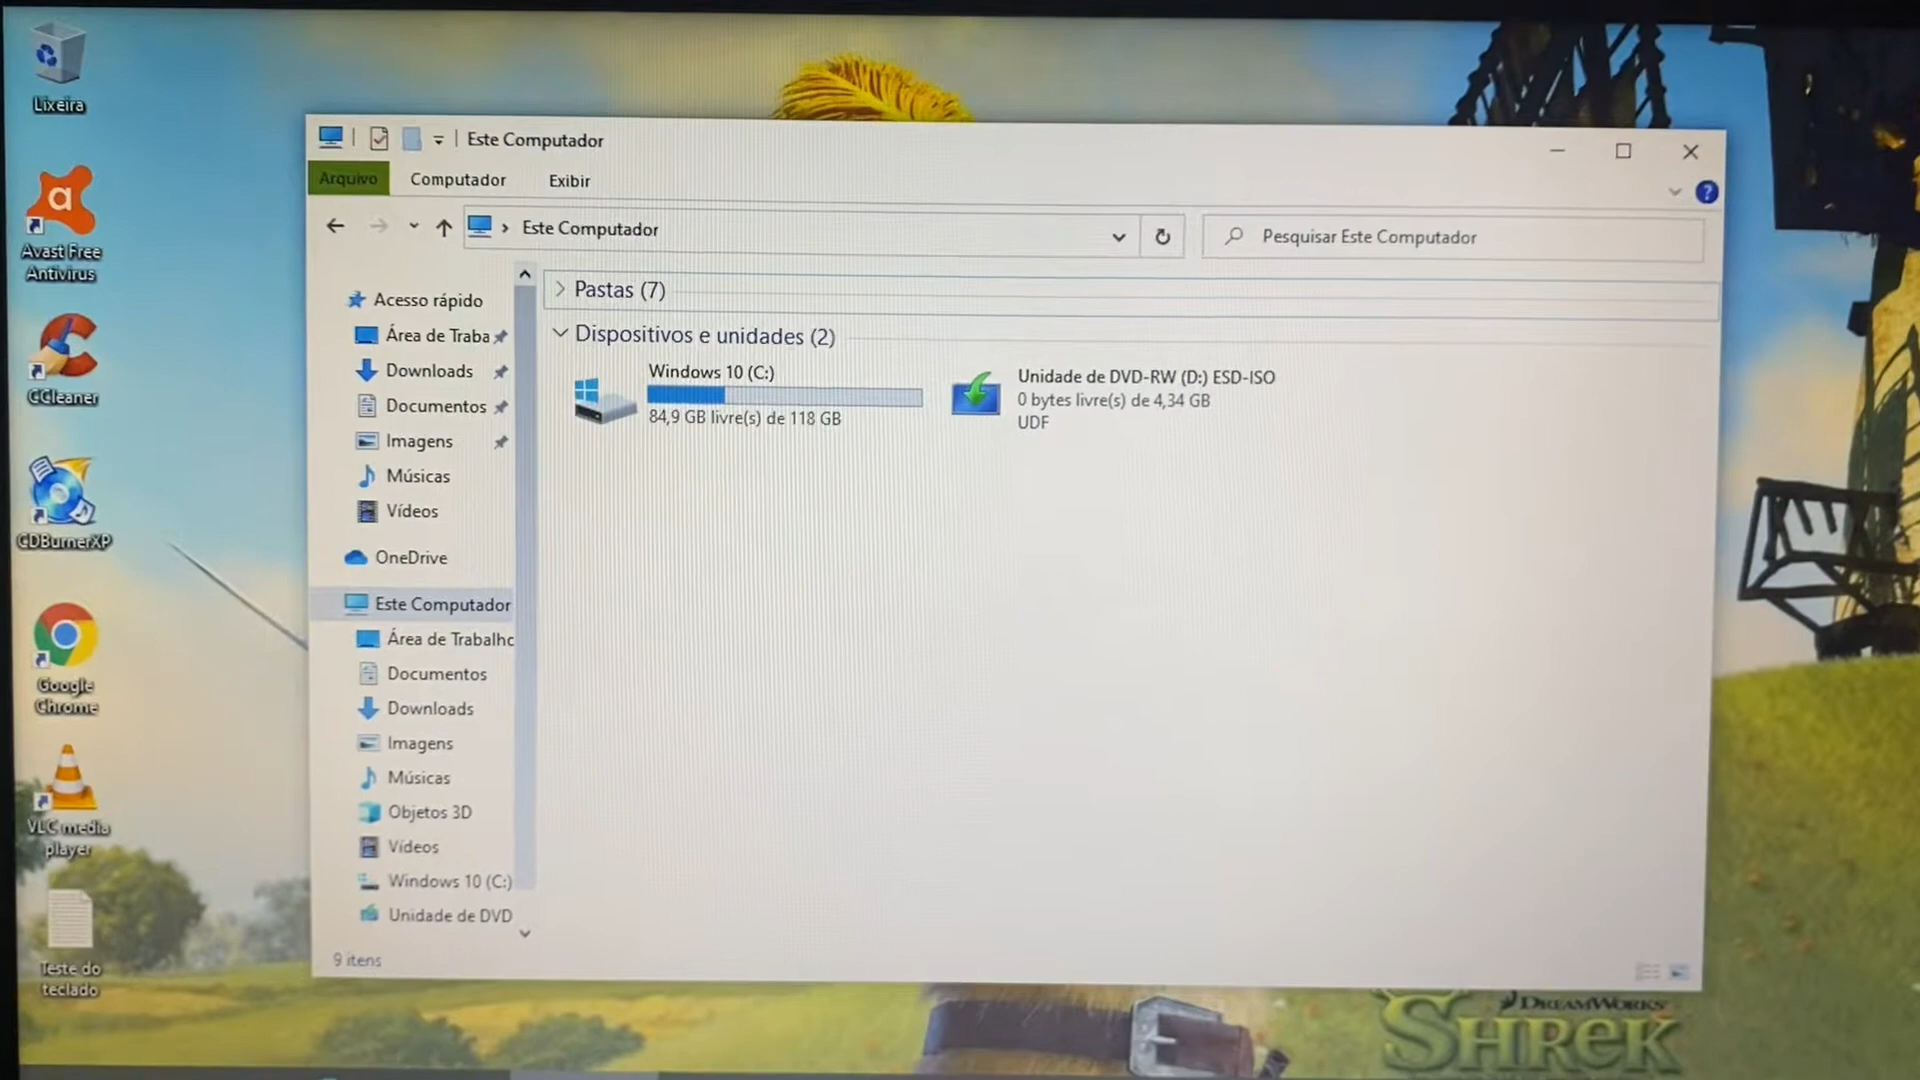 Lixeira
Avast Free
Antivirus
CCleaner
CDBurnerXP
Google
Chrome
VLC media
player
Teste do
teclado
Este Computador
Arquivo
Computador
Exibir
Este Computador
Pesquisar Este Computador
Acesso rápido
Área de Traba
Downloads
Documentos
Imagens
Músicas
Vídeos
OneDrive
Este Computador
Área de Trabalho
Documentos
Downloads
Imagens
Músicas
Objetos 3D
Vídeos
Windows 10 (C:)
Unidade de DVD
9 itens
Pastas (7)
Dispositivos e unidades (2)
Windows 10 (C:)
84,9 GB livre(s) de 118 GB
Unidade de DVD-RW (D:) ESD-ISO
0 bytes livre(s) de 4,34 GB
UDF
DREAMWORKS
SHREK